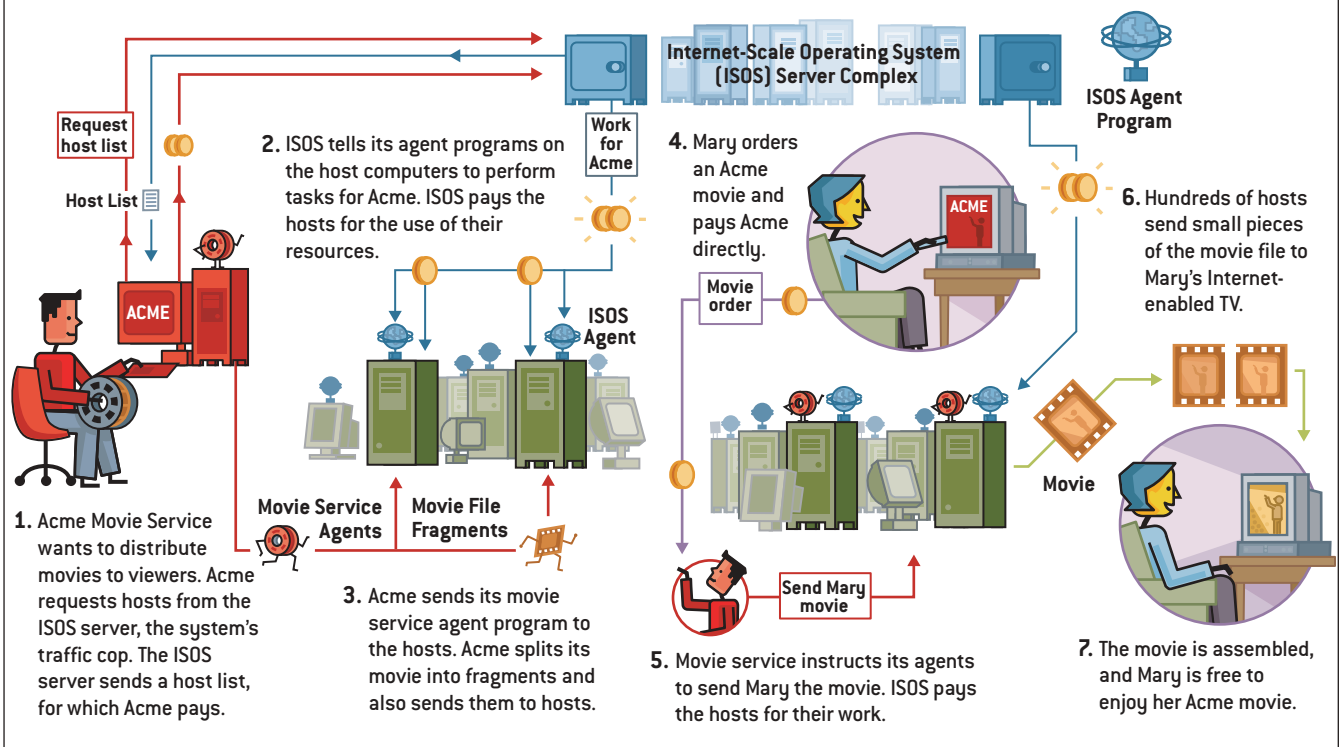 Internet-Scale Operating System
(ISOS) Server Complex
ISOS Agent
Program
Request
host list
Host List
ACME
1. Acme Movie Service
wants to distribute
movies to viewers. Acme
requests hosts from the
ISOS server, the system's
traffic cop. The ISOS
server sends a host list,
for which Acme pays.
2. ISOS tells its agent programs on
the host computers to perform
tasks for Acme. ISOS pays the
hosts for the use of their
resources.
Work
for
Acme
ISOS
Agent
Movie Service
Agents
Movie File
Fragments
3. Acme sends its movie
service agent program to
the hosts. Acme splits its
movie into fragments and
also sends them to hosts.
4. Mary orders
an Acme
movie and
pays Acme
directly.
ACME
Movie
order
Send Mary
movie
5. Movie service instructs its agents
to send Mary the movie. ISOS pays
the hosts for their work.
6. Hundreds of hosts
send small pieces
of the movie file to
Mary's Internet-
enabled TV.
Movie
7. The movie is assembled,
and Mary is free to
enjoy her Acme movie.